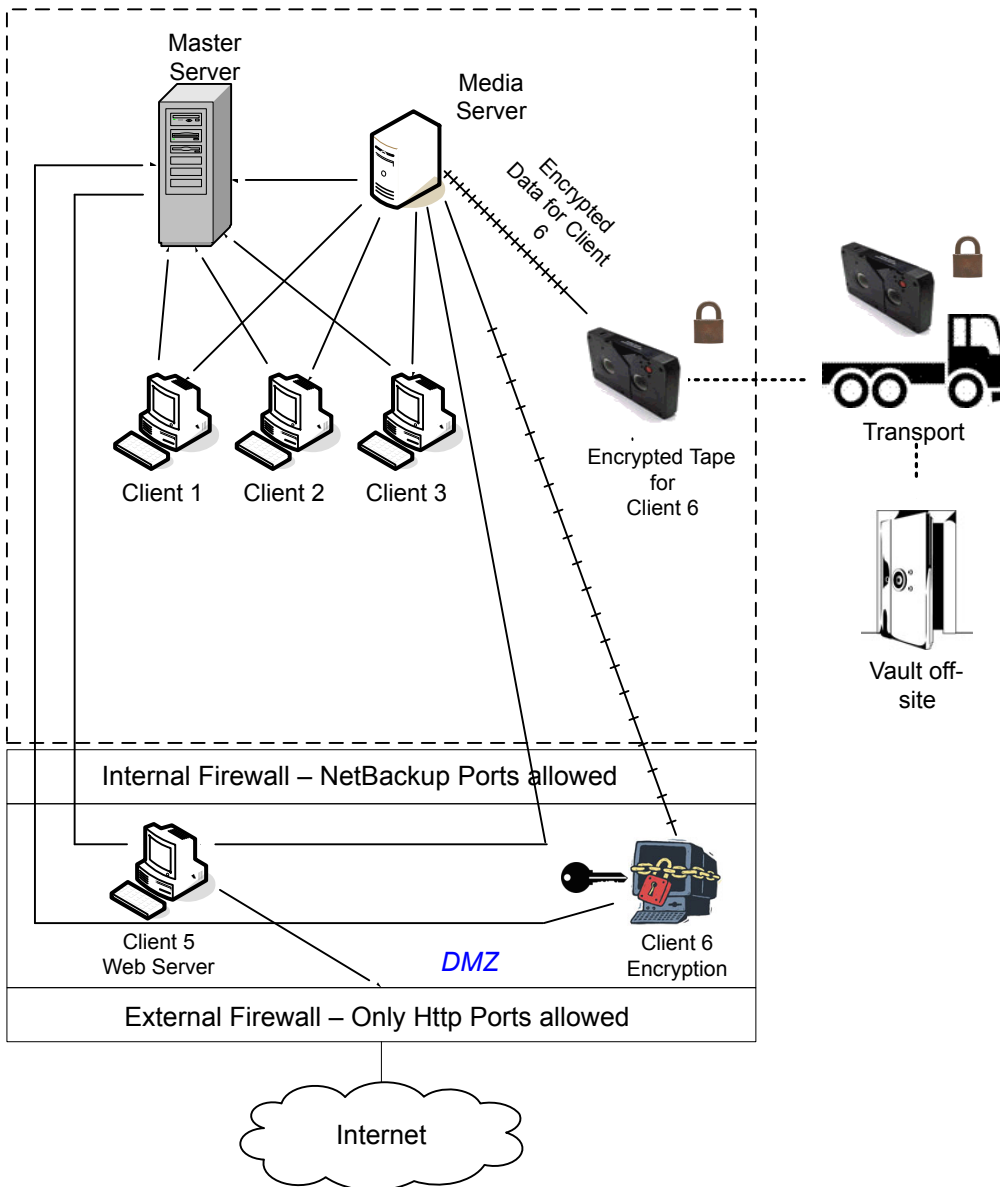 Master
Server
Media
Server
Encrypted
Data for Client
6
Client 1
Client 2
Client 3
Encrypted Tape
for
Client 6
Transport
Vault off-
site
Internal Firewall – NetBackup Ports allowed
Client 5
Web Server
DMZ
Client 6
Encryption
External Firewall – Only Http Ports allowed
Internet